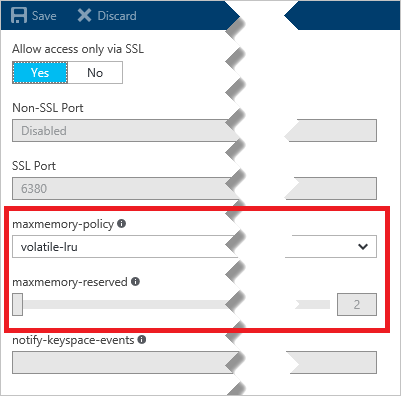 Save Discard
Allow access only via SSL
Yes No
Non-SSL Port
Disabled
SSL Port
6380
maxmemory-policy
volatile-lru
maxmemory-reserved
2
notify-keyspace-events